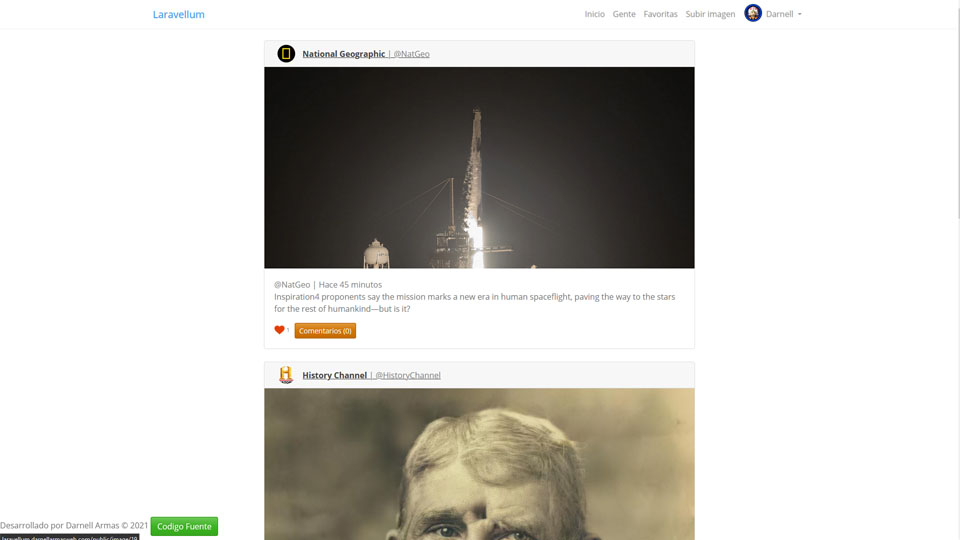 Laravellum
Inicio Gente Favoritas Subir imagen Darnell
National Geographic | @NatGeo
@NatGeo | Hace 45 minutos
Inspiration4 proponents say the mission marks a new era in human spaceflight, paving the way to the stars
for the rest of humankind—but is it?
1 Comentarios (0)
History Channel | @HistoryChannel
Desarrollado por Darnell Armas © 2021 Codigo Fuente